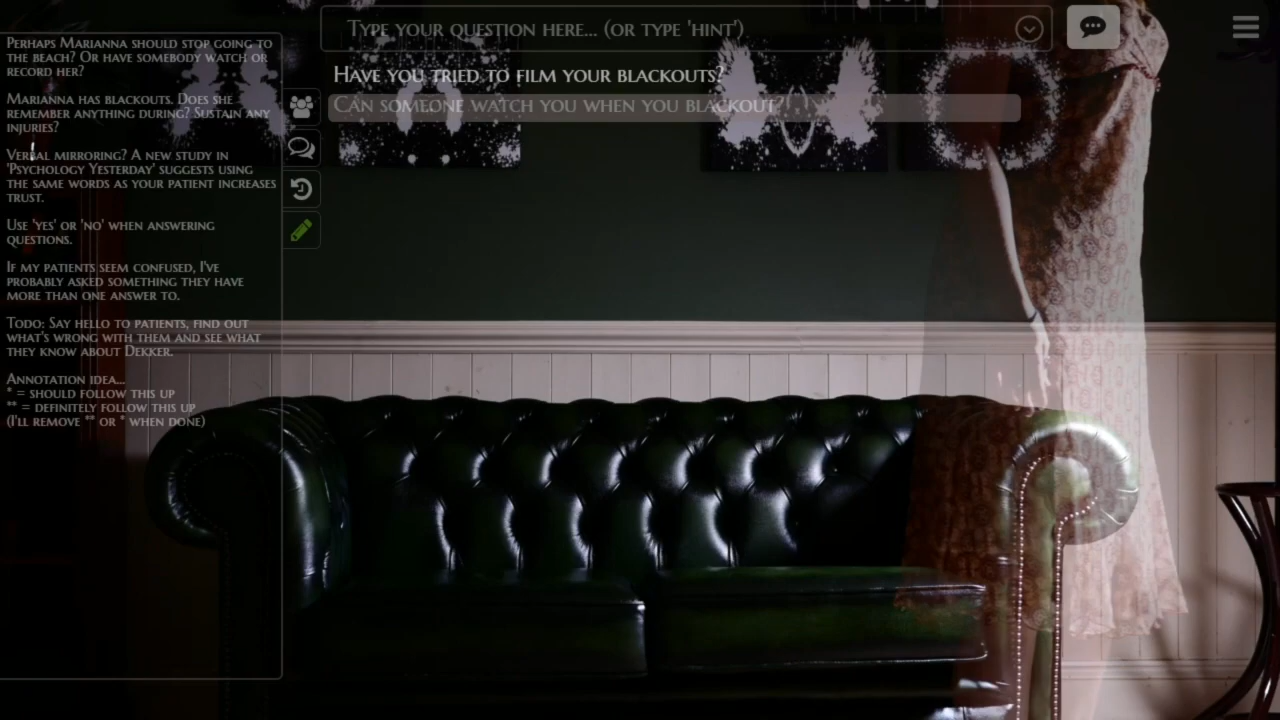 Type your question here... (or type 'hint')
Have you tried to film your blackouts?
Can someone watch you when you blackout?
Perhaps Marianna should stop going to
the beach? Or have somebody watch or
record her?
Marianna has blackouts. Does she
remember anything during? Sustain any
injuries?
Verbal mirroring? A new study in
'Psychology Yesterday' suggests using
the same words as your patient increases
trust.
Use 'yes' or 'no' when answering
questions.
If my patients seem confused, I've
probably asked something they have
more than one answer to.
Todo: Say hello to patients, find out
what's wrong with them and see what
they know about Dekker.
Annotation idea...
* = should follow this up
** = definitely follow this up
(I'll remove ** or * when done)